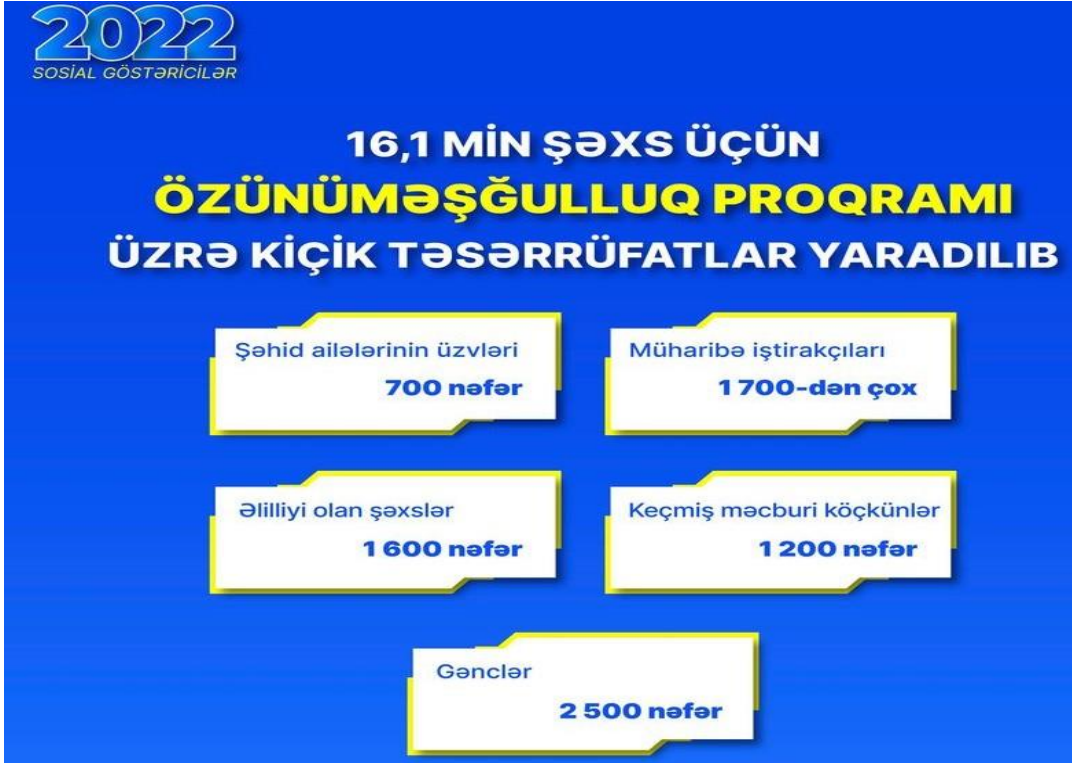 2022
SOSİAL GÖSTƏRİCİLƏR
16,1 MİN ŞƏXS ÜÇÜN
ÖZÜNÜMƏŞĞULLUQ PROQRAMI
ÜZRƏ KİÇİK TƏSƏRRÜFATLAR YARADILIB
Şəhid ailələrinin üzvləri
700 nəfər
Müharibə iştirakçıları
1 700-dən çox
Əlilliyi olan şəxslər
1 600 nəfər
Keçmiş məcburi köçkünlər
1 200 nəfər
Gənclər
2 500 nəfər